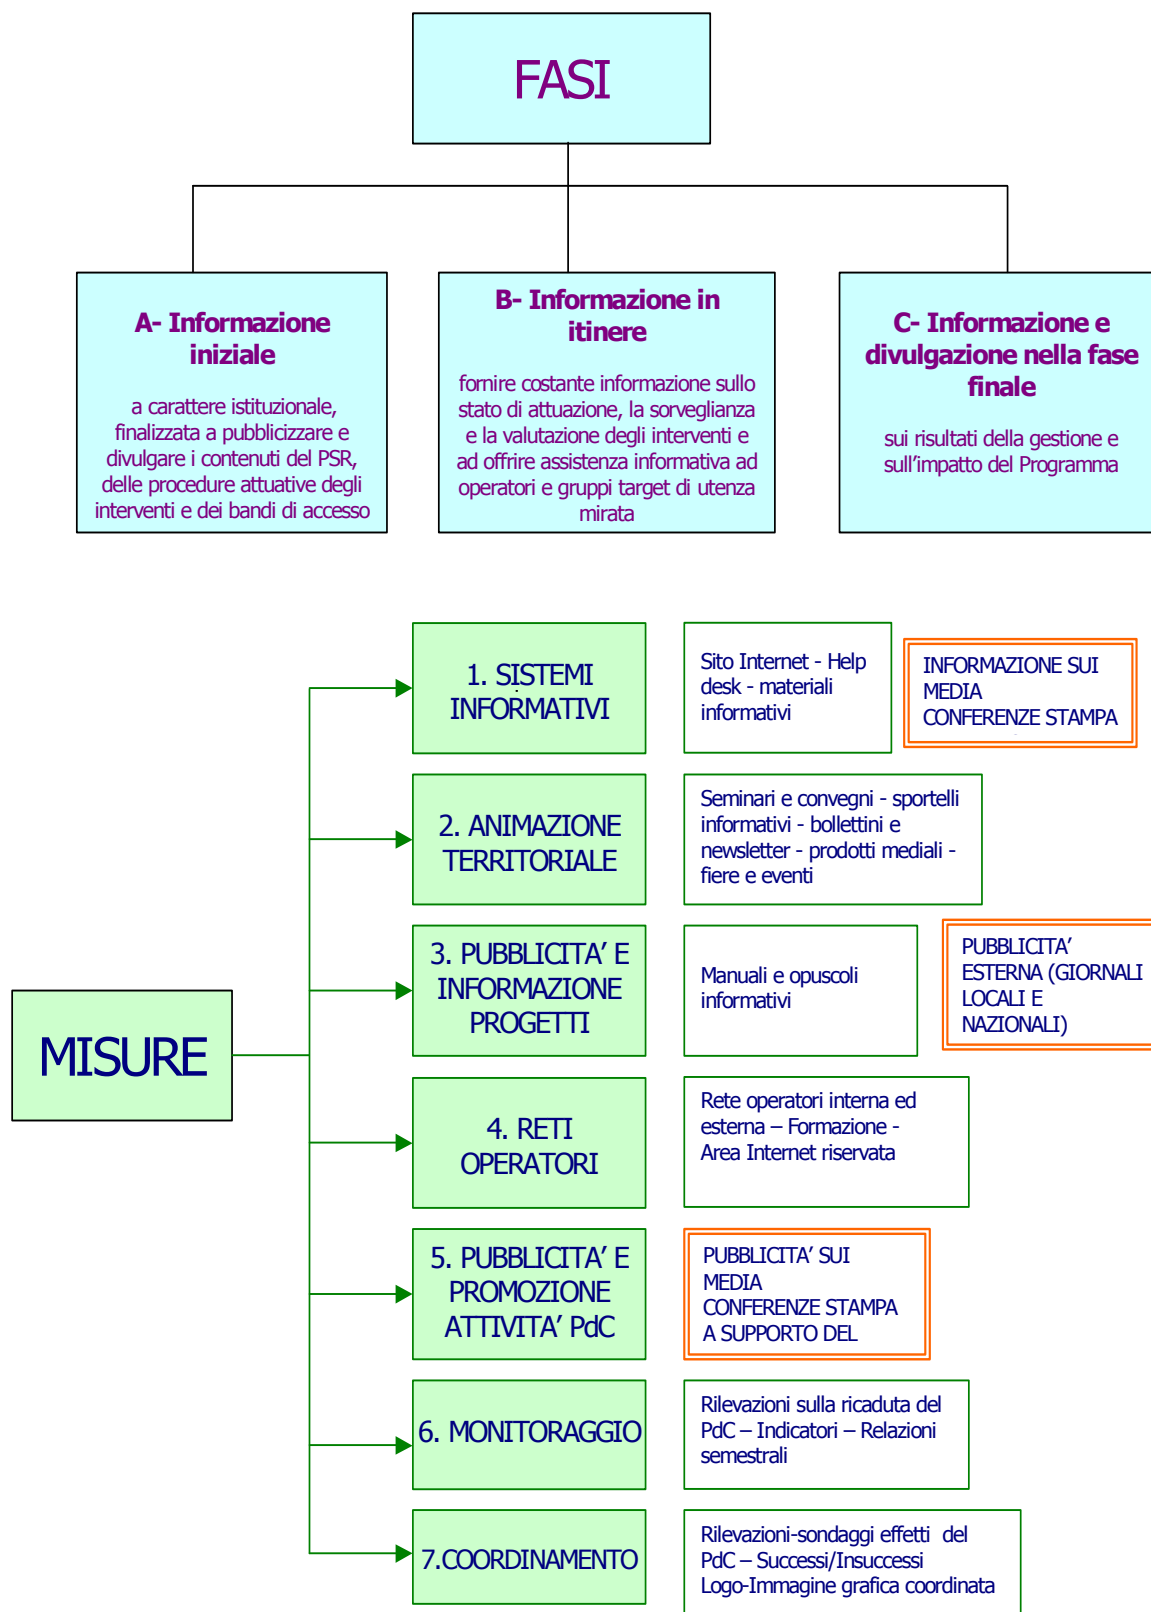 FASI
A- Informazione
iniziale
a carattere istituzionale,
finalizzata a pubblicizzare e
divulgare i contenuti del PSR,
delle procedure attuative degli
interventi e dei bandi di accesso
B- Informazione in
itinere
fornire costante informazione sullo
stato di attuazione, la sorveglianza
e la valutazione degli interventi e
ad offrire assistenza informativa ad
operatori e gruppi target di utenza
mirata
C- Informazione e
divulgazione nella fase
finale
sui risultati della gestione e
sull'impatto del Programma
MISURE
1. SISTEMI
INFORMATIVI
Sito Internet - Help
desk - materiali
informativi
INFORMAZIONE SUI
MEDIA
CONFERENZE STAMPA
2. ANIMAZIONE
TERRITORIALE
Seminari e convegni - sportelli
informativi - bollettini e
newsletter - prodotti mediali -
fiere e eventi
3. PUBBLICITA' E
INFORMAZIONE
PROGETTI
Manuali e opuscoli
informativi
PUBBLICITA'
ESTERNA (GIORNALI
LOCALI E
NAZIONALI)
4. RETI
OPERATORI
Rete operatori interna ed
esterna – Formazione -
Area Internet riservata
5. PUBBLICITA' E
PROMOZIONE
ATTIVITA' PdC
PUBBLICITA' SUI
MEDIA
CONFERENZE STAMPA
A SUPPORTO DEL
6. MONITORAGGIO
Rilevazioni sulla ricaduta del
PdC – Indicatori – Relazioni
semestrali
7.COORDINAMENTO
Rilevazioni-sondaggi effetti  del
PdC – Successi/Insuccessi
Logo-Immagine grafica coordinata